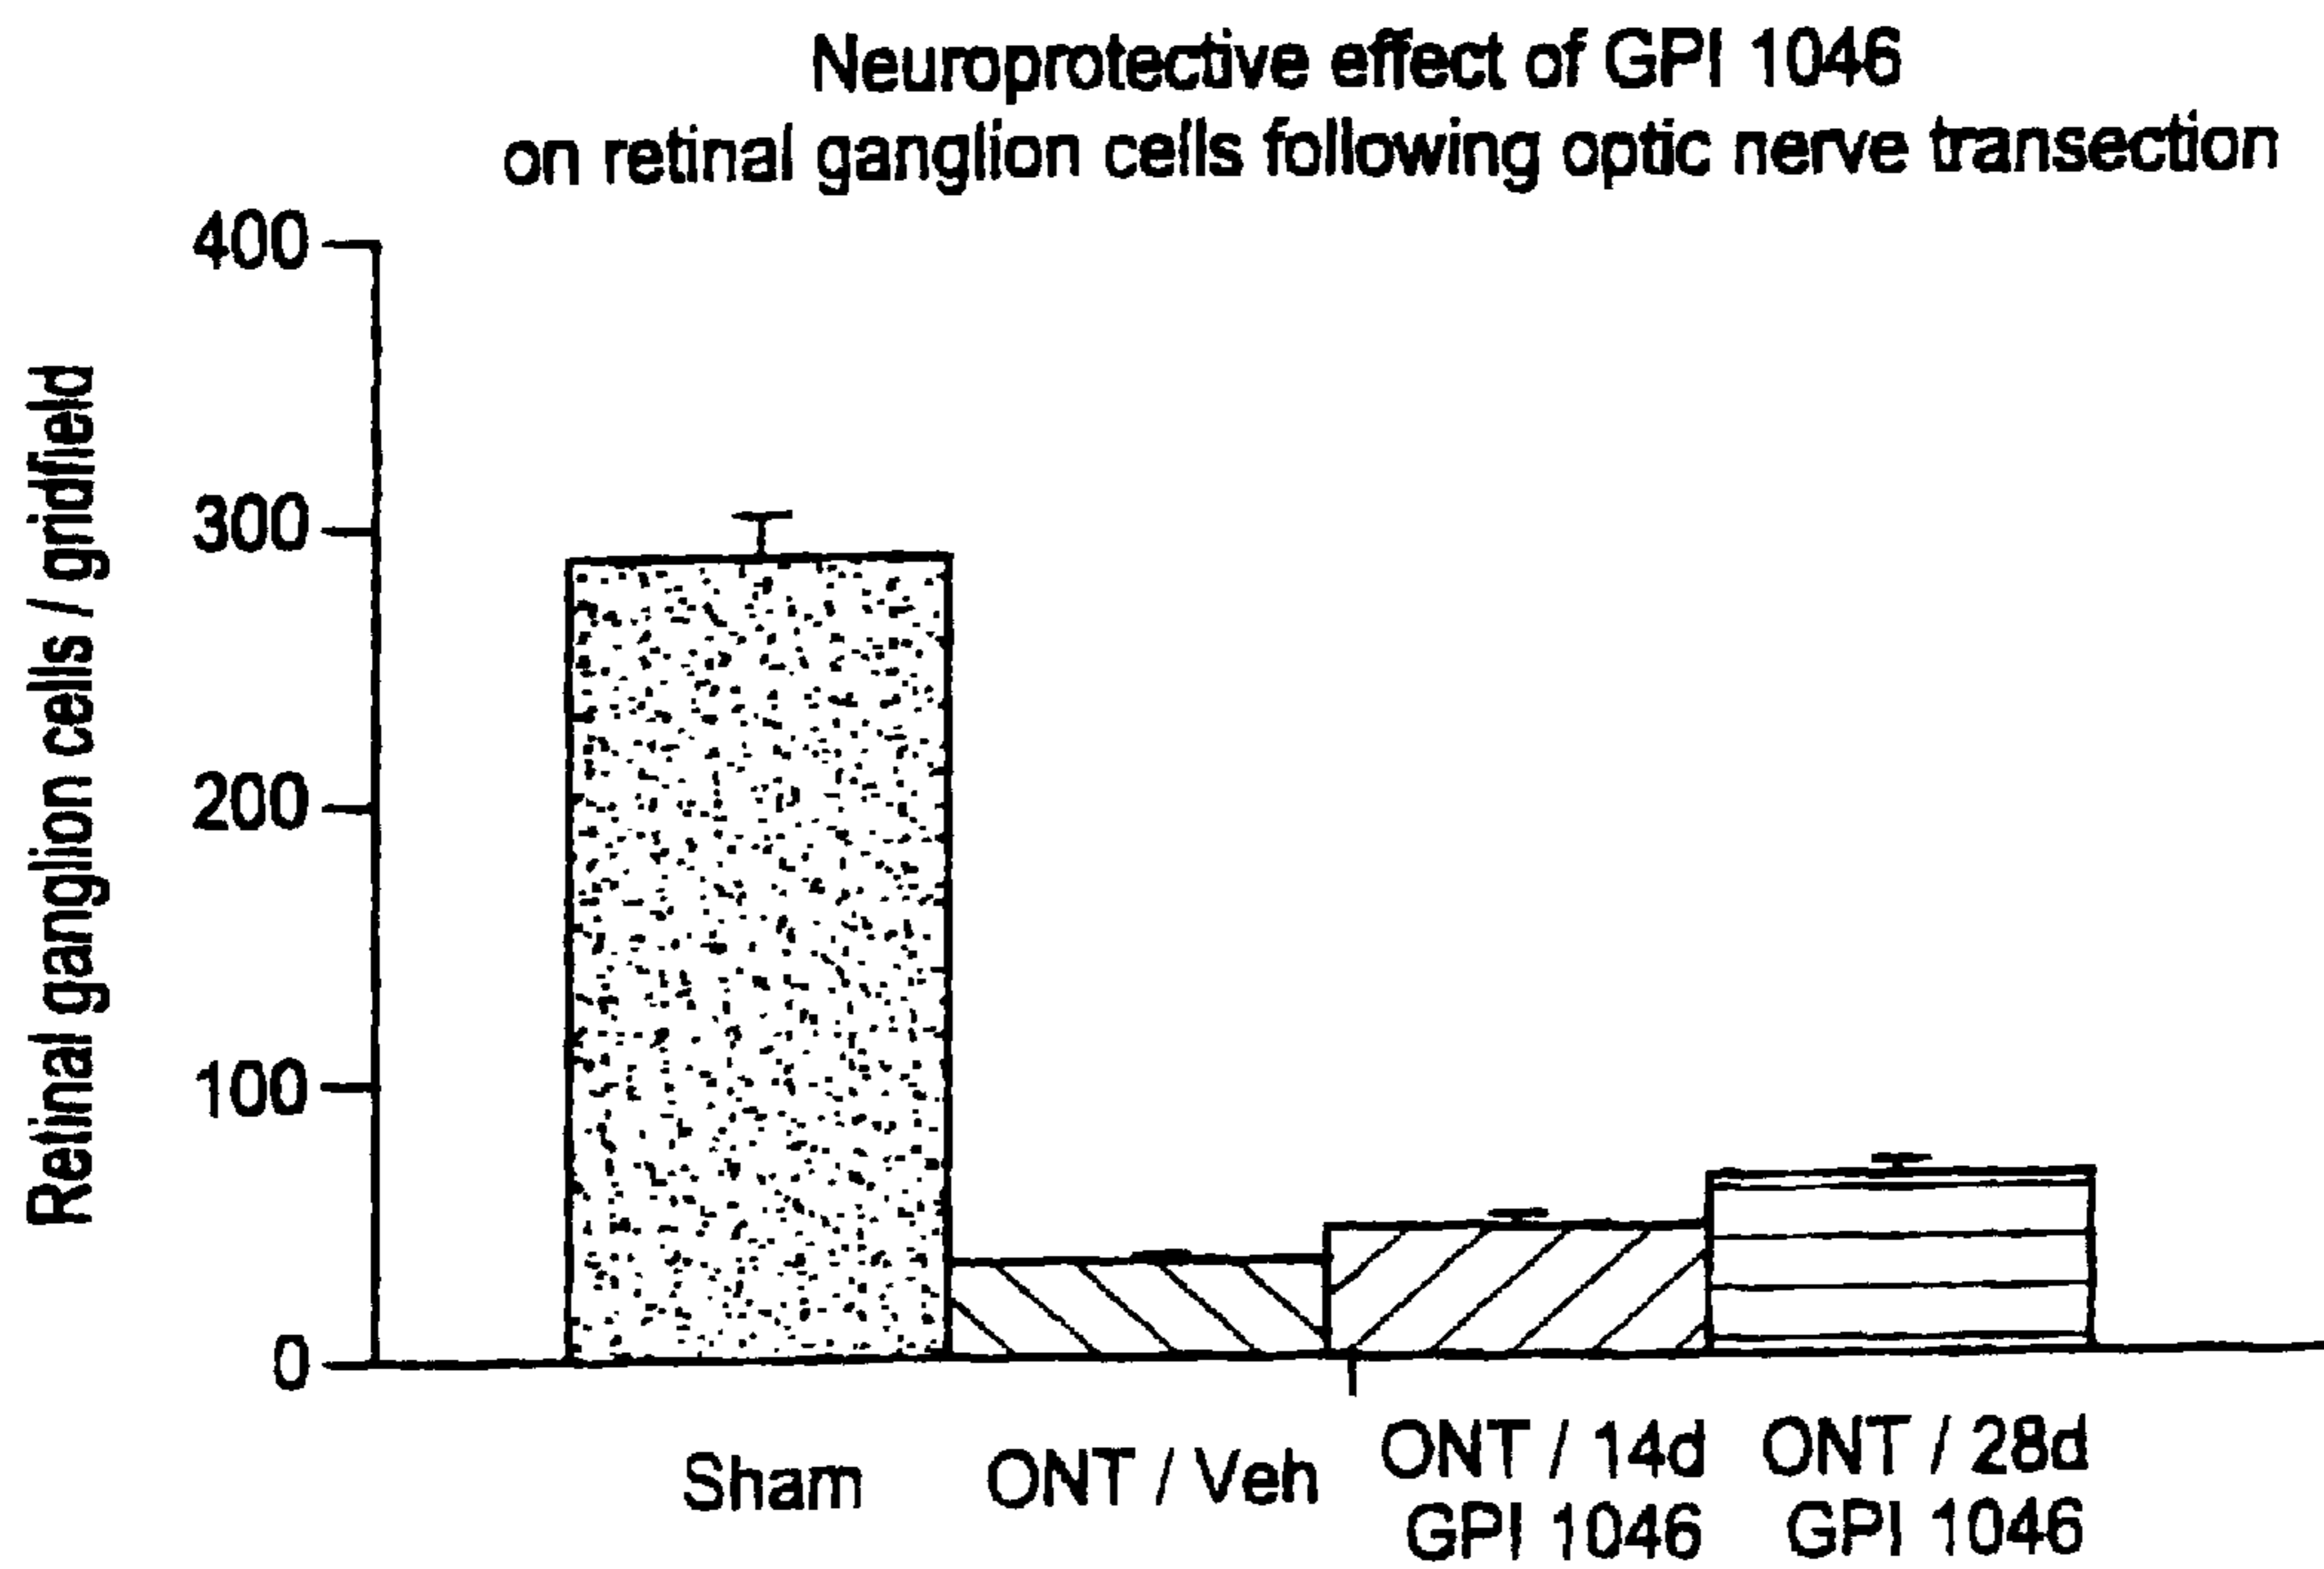 Neuroprotective effect of GPI 1046
on retinal ganglion cells following optic nerve transection
Retinal ganglion cells / gridfield
400
300
200
100
0
Sham
ONT / Veh
ONT / 14d
GPI 1046
ONT / 28d
GPI 1046